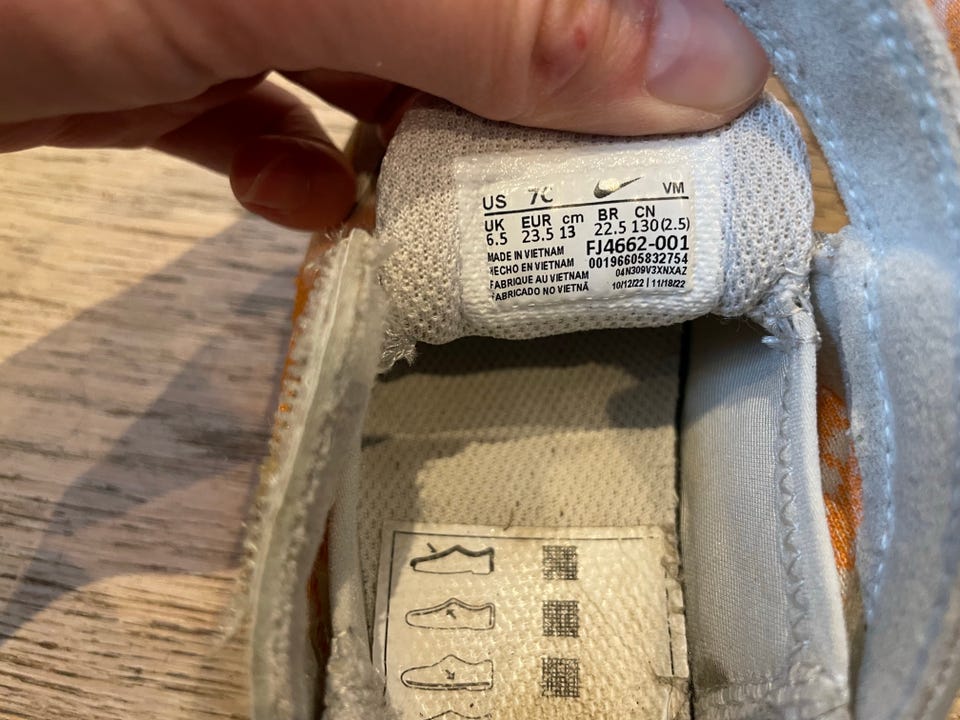 US 7C VM
UK EUR cm BR CN
6.5 23.5 13 22.5 130(2.5)
MADE IN VIETNAM FJ4662-001
HECHO EN VIETNAM 00196605832754
FABRIQUE AU VIETNAM 04N309V3XNXAZ
FABRICADO NO VIETNÃ 10/12/22 | 11/18/22